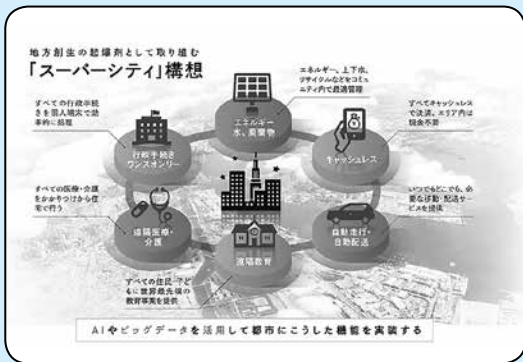 地方創生の起爆剤として取り組む
「スーパーシティ」構想
エネルギー、上下水、
リサイクルなどをコミュ
ニティ内で最適管理
すべての行政手続
きを個人端末で効
率的に処理
すべてキャッシュレス
で決済。エリア内は
現金不要
エネルギー
水、廃棄物
行政手続き
ワンスオンリー
キャッシュレス
すべての医療・介護
をかかりつけから住
宅で行う
いつでもどこでも、必
要な移動・配送サー
ビスを提供
遠隔医療・
介護
自動走行・
自動配送
遠隔教育
すべての住民・子ど
もに世界最先端の
教育事業を提供
AIやビッグデータを活用して都市にこうした機能を実装する